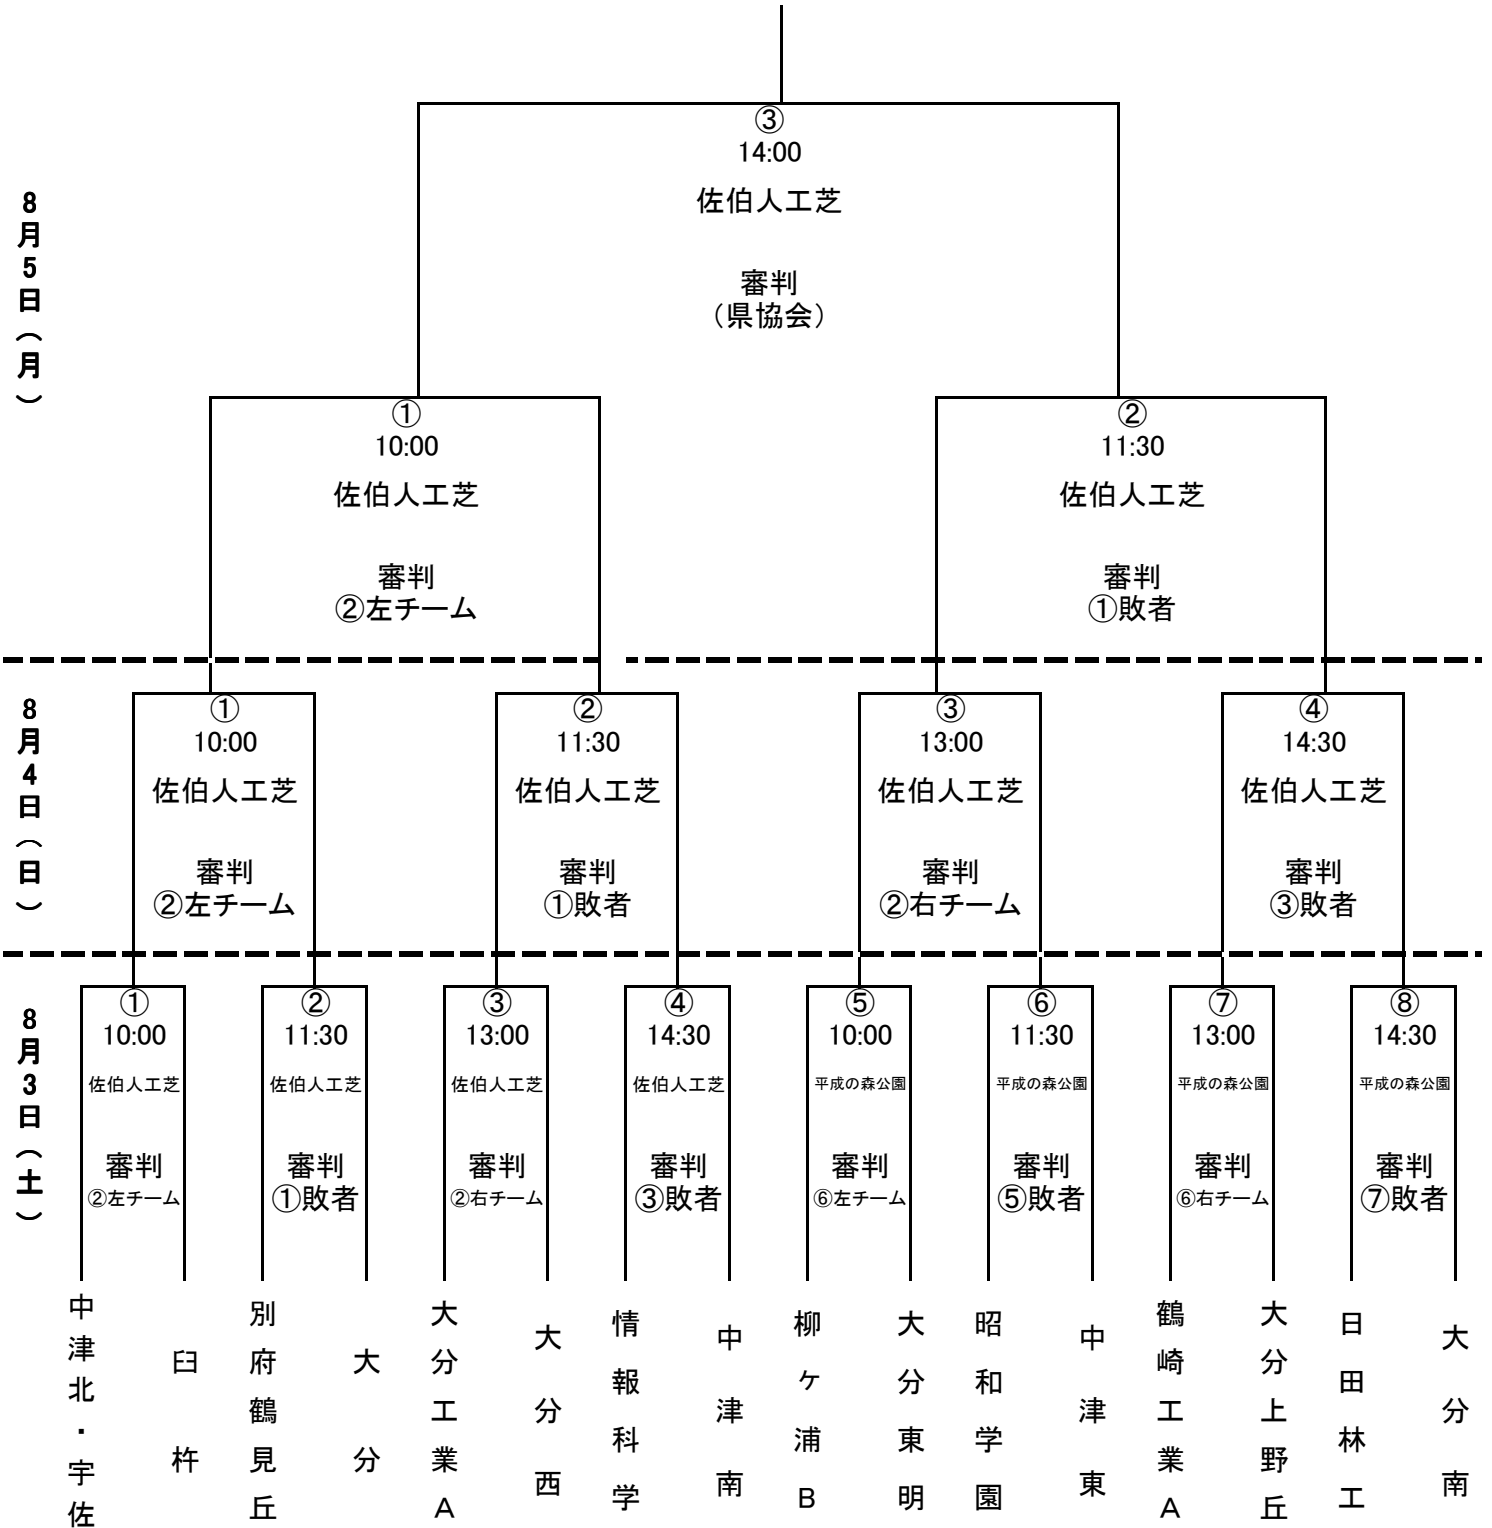 ③
14:00
佐伯人工芝
審判
（県協会）
8月5日（月）
①
10:00
佐伯人工芝
審判
②左チーム
②
11:30
佐伯人工芝
審判
①敗者
8月4日（日）
①
10:00
佐伯人工芝
審判
②左チーム
②
11:30
佐伯人工芝
審判
①敗者
③
13:00
佐伯人工芝
審判
②右チーム
④
14:30
佐伯人工芝
審判
③敗者
8月3日（土）
①
10:00
佐伯人工芝
審判
②左チーム
②
11:30
佐伯人工芝
審判
①敗者
③
13:00
佐伯人工芝
審判
②右チーム
④
14:30
佐伯人工芝
審判
③敗者
⑤
10:00
平成の森公園
審判
⑥左チーム
⑥
11:30
平成の森公園
審判
⑤敗者
⑦
13:00
平成の森公園
審判
⑥右チーム
⑧
14:30
平成の森公園
審判
⑦敗者
中津北・宇佐
臼杵
別府鶴見丘
大分
大分工業A
大分西
情報科学
中津南
柳ヶ浦B
大分東明
昭和学園
中津東
鶴崎工業A
大分上野丘
日田林工
大分南